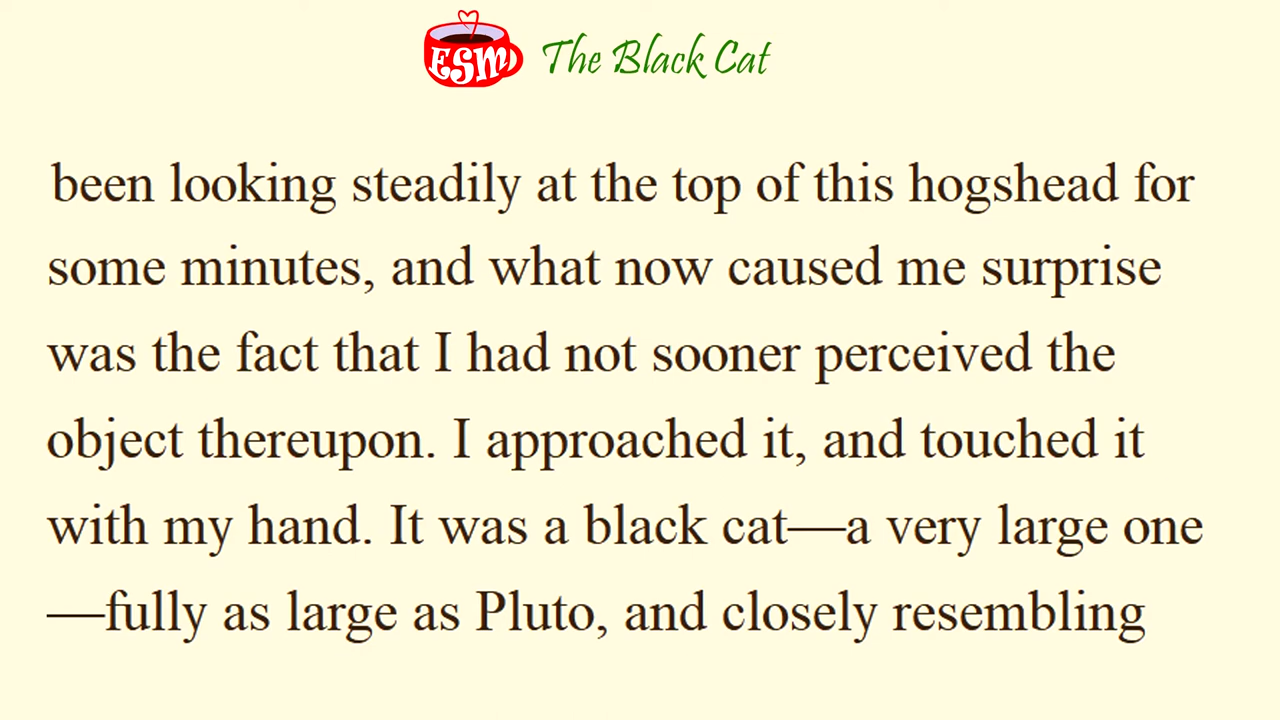 ESM The Black Cat
been looking steadily at the top of this hogshead for
some minutes, and what now caused me surprise
was the fact that I had not sooner perceived the
object thereupon. I approached it, and touched it
with my hand. It was a black cat—a very large one
—fully as large as Pluto, and closely resembling